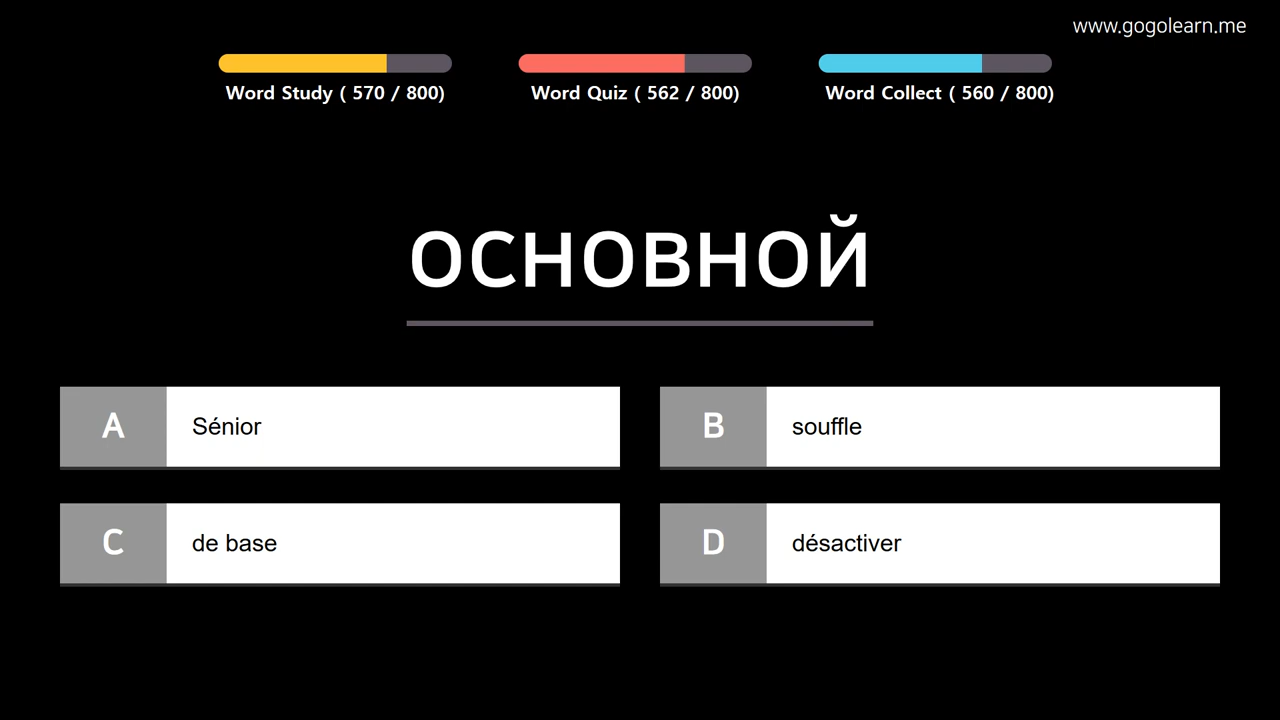 www.gogolearn.me
Word Study ( 570 / 800)
Word Quiz ( 562 / 800)
Word Collect ( 560 / 800)
основной
A
Sénior
B
souffle
C
de base
D
désactiver